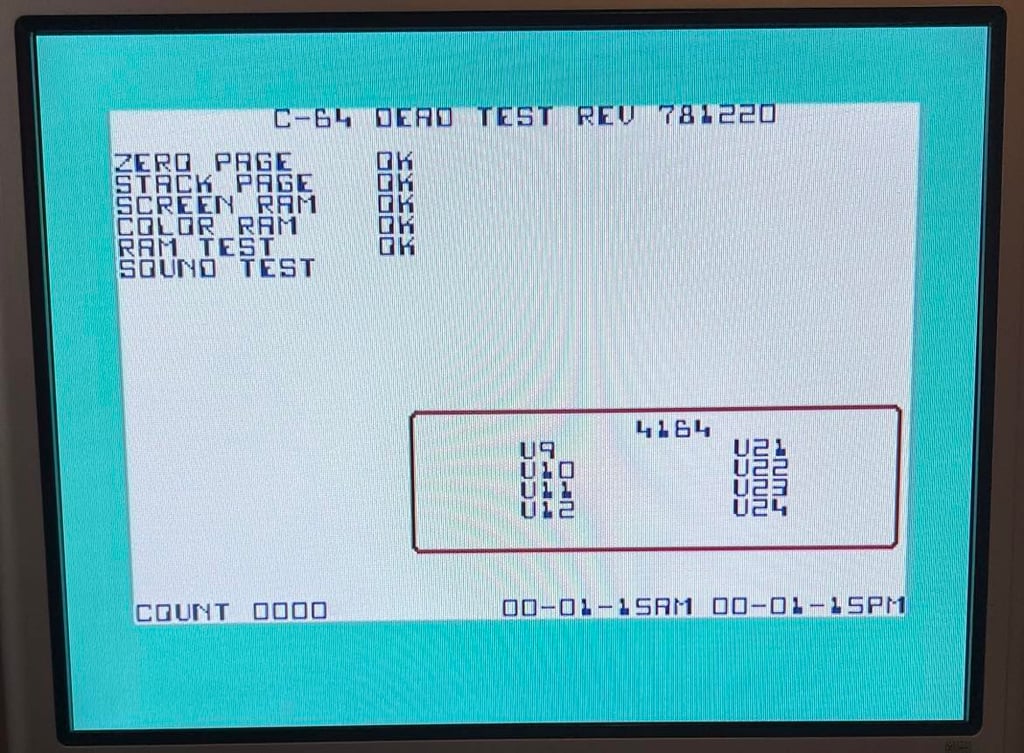 C-64 DEAD TEST REV 781220
ZERO PAGE OK
STACK PAGE OK
SCREEN RAM OK
COLOR RAM OK
RAM TEST OK
SOUND TEST
4164
U9 U21
U10 U22
U11 U23
U12 U24
COUNT 0000 00-01-15AM 00-01-15PM